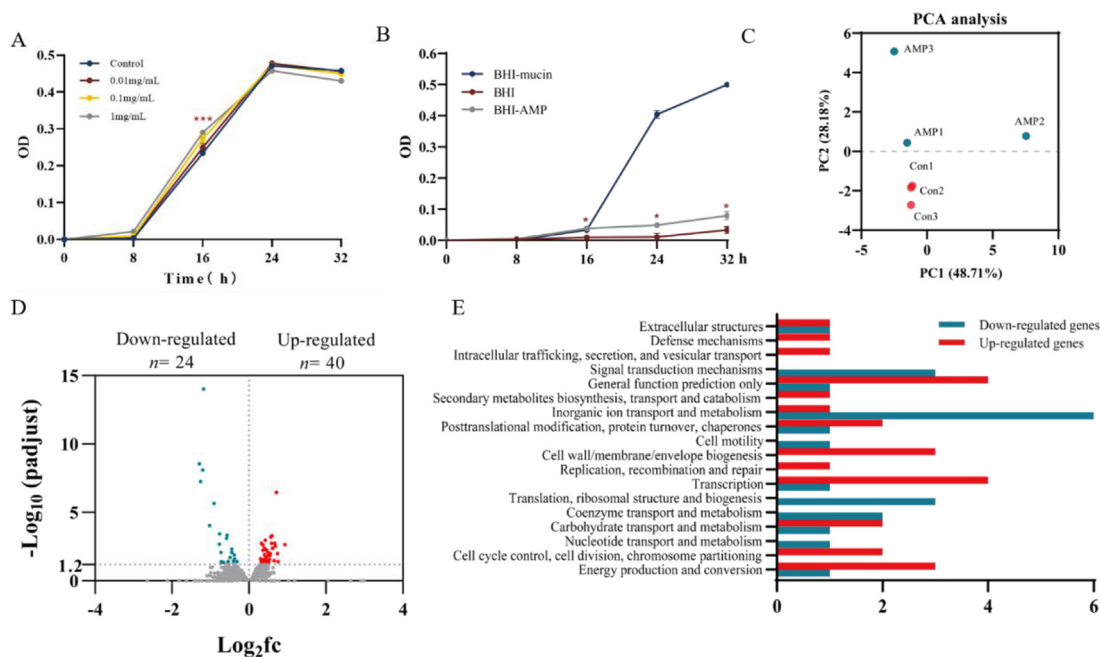 A
Control
0.01mg/mL
0.1mg/mL
1mg/mL
***
OD
0.5
0.4
0.3
0.2
0.1
0.0
0 8 16 24 32
Time( h)
B
BHI-mucin
BHI
BHI-AMP
OD
0.6
0.5
0.4
0.3
0.2
0.1
0.0
* * *
0 8 16 24 32 h
C
PCA analysis
PC2 (28.18%)
6
4
2
0
-2
-4
AMP3
AMP2
AMP1
Con1
Con2
Con3
-5 0 5 10
PC1 (48.71%)
D
Down-regulated
n= 24
Up-regulated
n= 40
-Log10 (padjust)
15
10
5
1.2
0
-4 -2 0 2 4
Log2fc
E
Down-regulated genes
Up-regulated genes
Extracellular structures
Defense mechanisms
Intracellular trafficking, secretion, and vesicular transport
Signal transduction mechanisms
General function prediction only
Secondary metabolites biosynthesis, transport and catabolism
Inorganic ion transport and metabolism
Posttranslational modification, protein turnover, chaperones
Cell motility
Cell wall/membrane/envelope biogenesis
Replication, recombination and repair
Transcription
Translation, ribosomal structure and biogenesis
Coenzyme transport and metabolism
Carbohydrate transport and metabolism
Nucleotide transport and metabolism
Cell cycle control, cell division, chromosome partitioning
Energy production and conversion
0 2 4 6